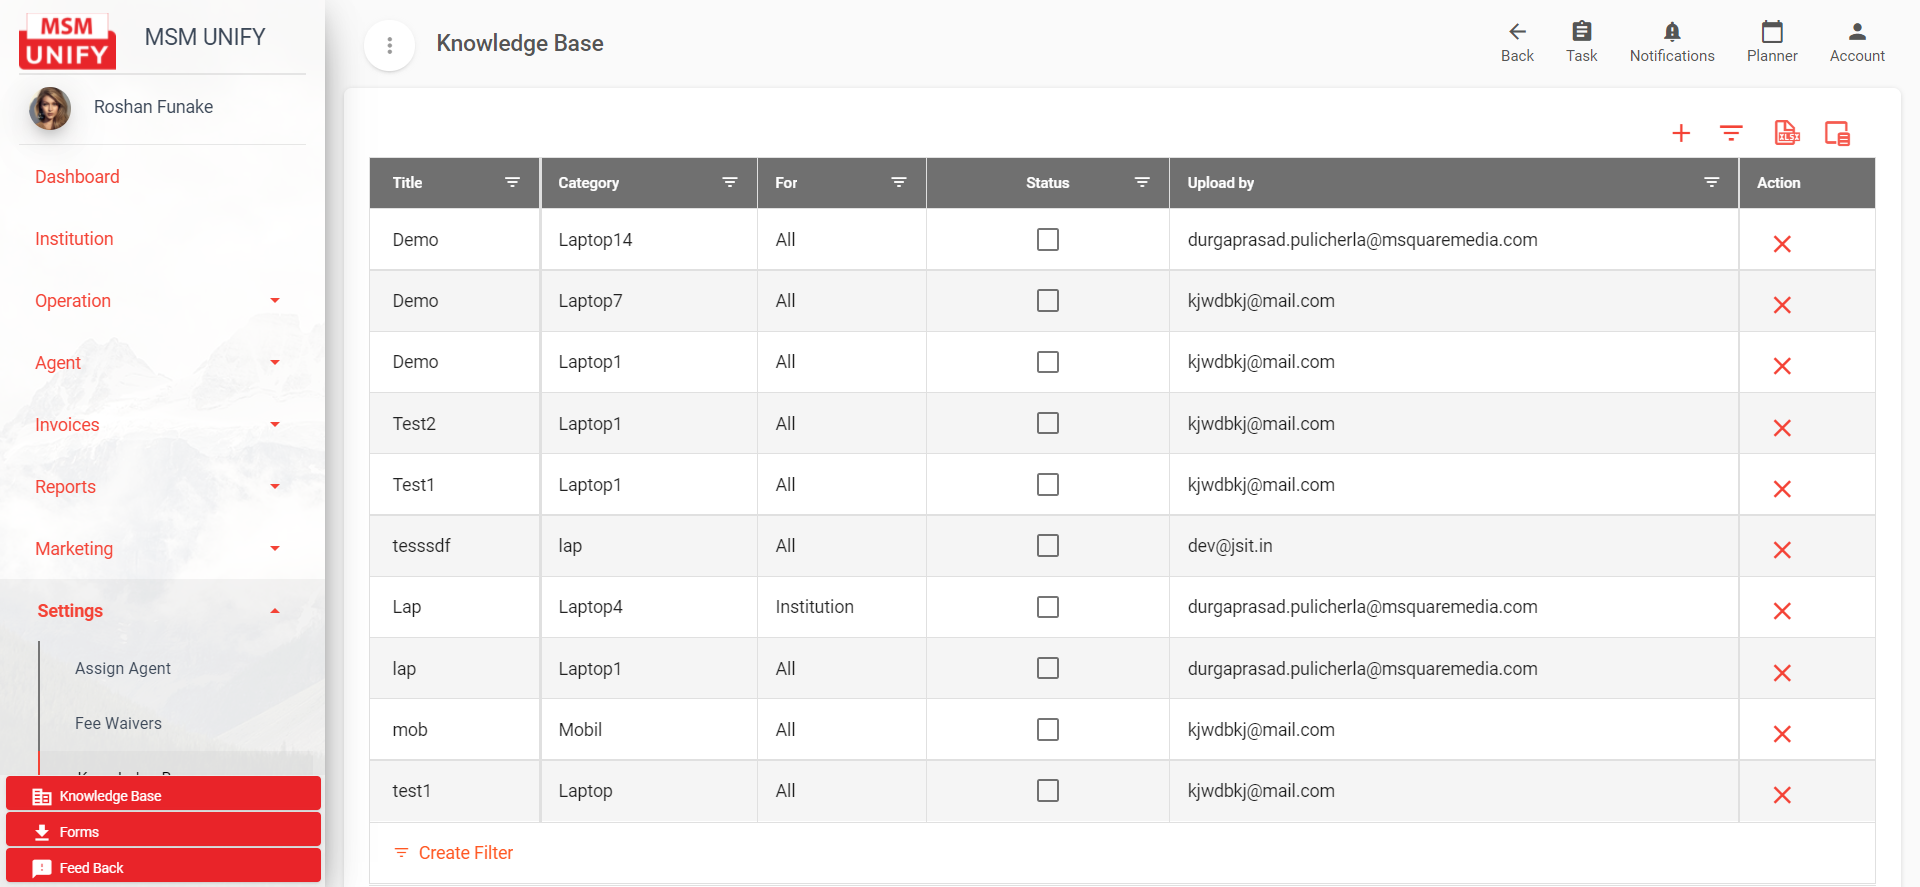 MSM
UNIFY
MSM UNIFY
Roshan Funake
Dashboard
Institution
Operation
Agent
Invoices
Reports
Marketing
Settings
Assign Agent
Fee Waivers
Knowledge Base
Forms
Feed Back
Knowledge Base
Back
Task
Notifications
Planner
Account
Title Category For Status Upload by Action
Demo Laptop14 All durgaprasad.pulicherla@msquaremedia.com
Demo Laptop7 All kjwdbkj@mail.com
Demo Laptop1 All kjwdbkj@mail.com
Test2 Laptop1 All kjwdbkj@mail.com
Test1 Laptop1 All kjwdbkj@mail.com
tesssdf lap All dev@jsit.in
Lap Laptop4 Institution durgaprasad.pulicherla@msquaremedia.com
lap Laptop1 All durgaprasad.pulicherla@msquaremedia.com
mob Mobil All kjwdbkj@mail.com
test1 Laptop All kjwdbkj@mail.com
Create Filter